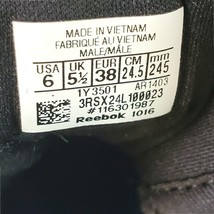 MADE IN VIETNAM
FABRIQUÉ AU VIETNAM
MALE/MÂLE
USA UK EUR CM mm
6 5½ 38 24.5 245
1Y3501 AR1403
3RSX24L100023
#116301987
Reebok 1016